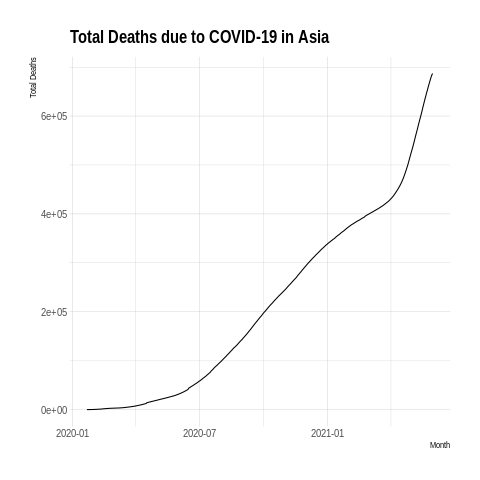 Total Deaths due to COVID-19 in Asia
Total Deaths
6e+05
4e+05
2e+05
0e+00
2020-01 2020-07 2021-01
Month